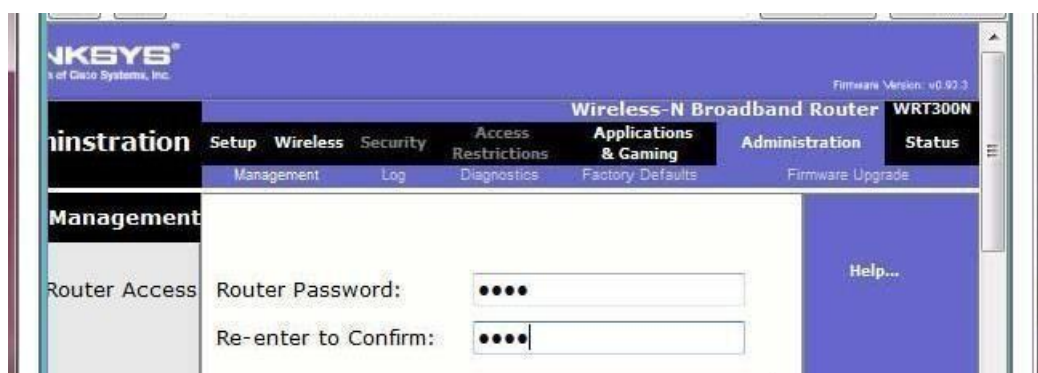 NKSYS®
of Cisco Systems, Inc.
Firmware Version: v0.92.3
Wireless-N Broadband Router WRT300N
ninstration Setup Wireless Security Access Restrictions Applications & Gaming Administration Status
Management Log Diagnostics Factory Defaults Firmware Upgrade
Management
Help...
Router Access Router Password: ••••
Re-enter to Confirm: ••••